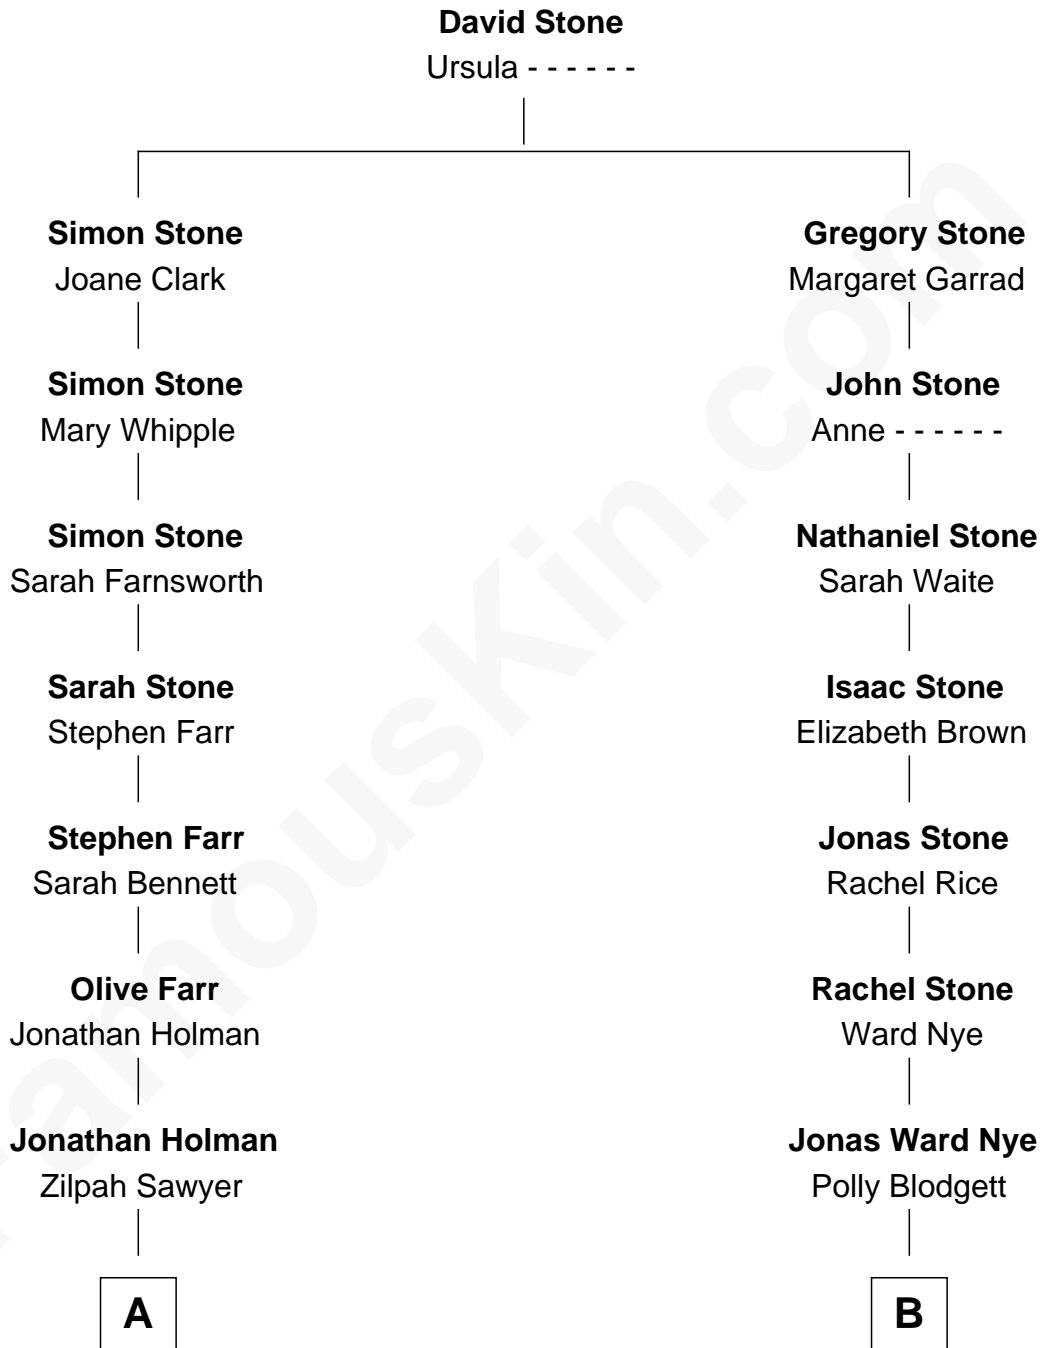 David Stone
Ursula - - - - - -
Simon Stone
Joane Clark
Gregory Stone
Margaret Garrad
Simon Stone
Mary Whipple
John Stone
Anne - - - - - -
Simon Stone
Sarah Farnsworth
Nathaniel Stone
Sarah Waite
Sarah Stone
Stephen Farr
Isaac Stone
Elizabeth Brown
Stephen Farr
Sarah Bennett
Jonas Stone
Rachel Rice
Olive Farr
Jonathan Holman
Rachel Stone
Ward Nye
Jonathan Holman
Zilpah Sawyer
Jonas Ward Nye
Polly Blodgett
A
B
FamousKin.com